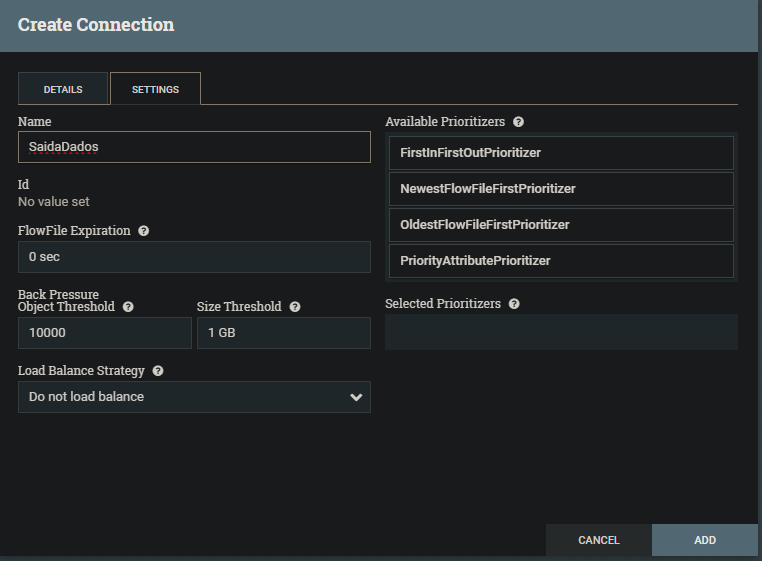 Create Connection
DETAILS
SETTINGS
Name
SaidaDados
Id
No value set
FlowFile Expiration ?
0 sec
Back Pressure
Object Threshold ?
10000
Size Threshold ?
1 GB
Load Balance Strategy ?
Do not load balance
Available Prioritizers ?
FirstInFirstOutPrioritizer
NewestFlowFileFirstPrioritizer
OldestFlowFileFirstPrioritizer
PriorityAttributePrioritizer
Selected Prioritizers ?
CANCEL
ADD